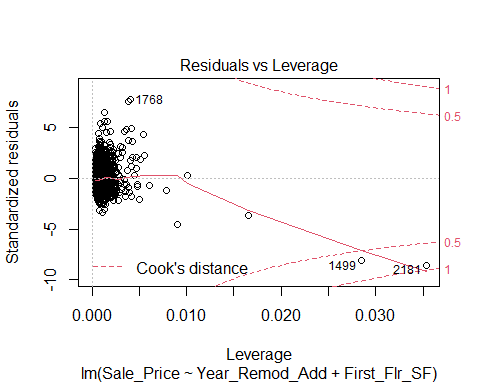 Residuals vs Leverage
Standardized residuals
5
0
-5
-10
1768
1
0.5
0.5
1
1499
2181
Cook's distance
0.000 0.010 0.020 0.030
Leverage
lm(Sale_Price ~ Year_Remod_Add + First_Flr_SF)